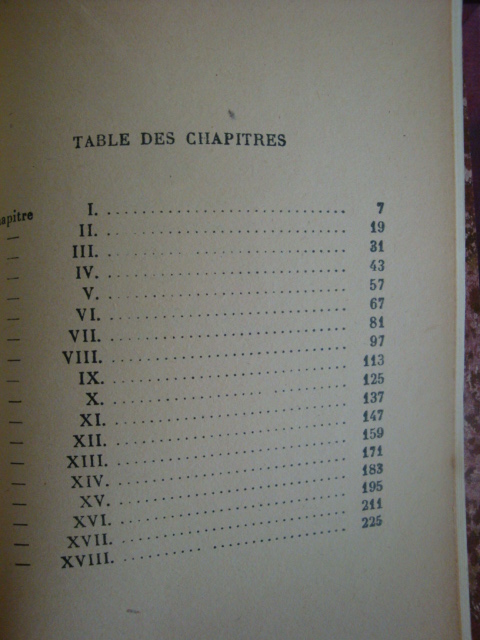 TABLE DES CHAPITRES
apitre I. 7
— II. 19
— III. 31
— IV. 43
— V. 57
— VI. 67
— VII. 81
— VIII. 97
— IX. 113
— X. 125
— XI. 137
— XII. 147
— XIII. 159
— XIV. 171
— XV. 183
— XVI. 195
— XVII. 211
— XVIII. 225